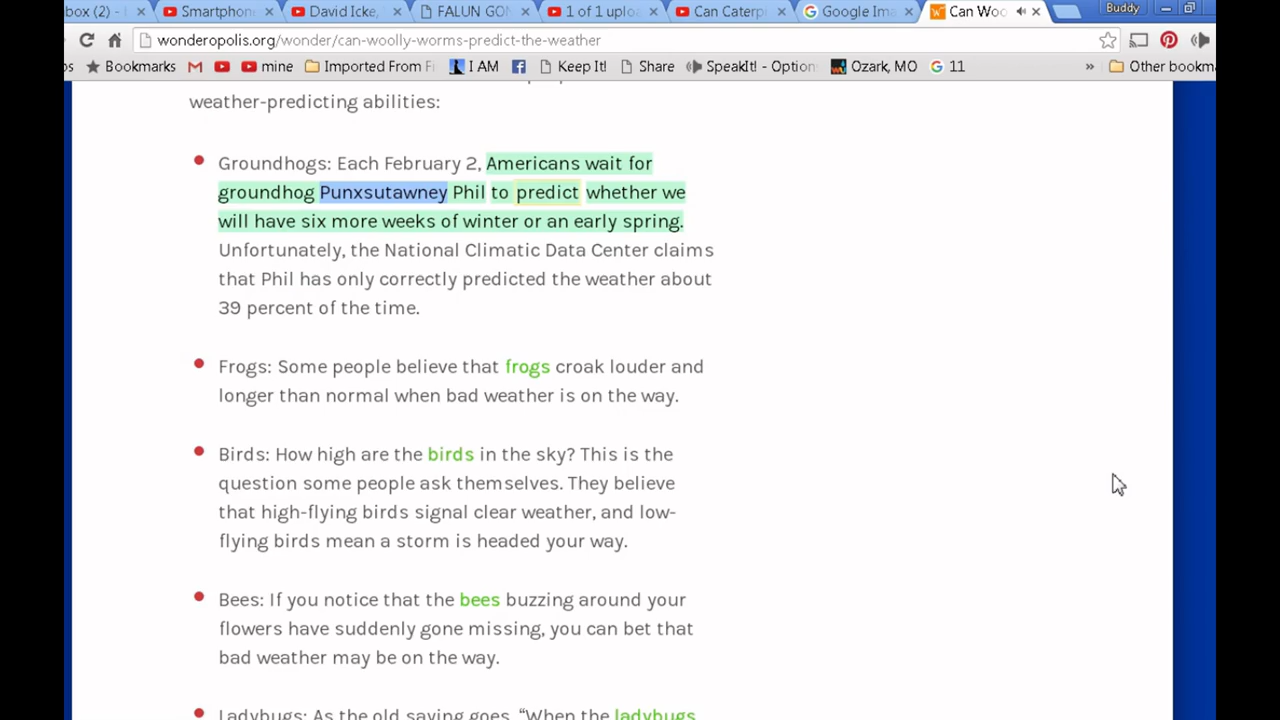 nbox (2) - 
Smartphon
David Icke,
FALUN GON
1 of 1 uploa
Can Caterp
Google Ima
Can Woo
Buddy
wonderopolis.org/wonder/can-woolly-worms-predict-the-weather
ps
Bookmarks
mine
Imported From Fi
I AM
Keep It!
Share
SpeakIt! - Option
Ozark, MO
11
»
Other bookma
weather-predicting abilities:
Groundhogs: Each February 2, Americans wait for
groundhog Punxsutawney Phil to predict whether we
will have six more weeks of winter or an early spring.
Unfortunately, the National Climatic Data Center claims
that Phil has only correctly predicted the weather about
39 percent of the time.
Frogs: Some people believe that frogs croak louder and
longer than normal when bad weather is on the way.
Birds: How high are the birds in the sky? This is the
question some people ask themselves. They believe
that high-flying birds signal clear weather, and low-
flying birds mean a storm is headed your way.
Bees: If you notice that the bees buzzing around your
flowers have suddenly gone missing, you can bet that
bad weather may be on the way.
Ladybugs: As the old saying goes, “When the ladybugs